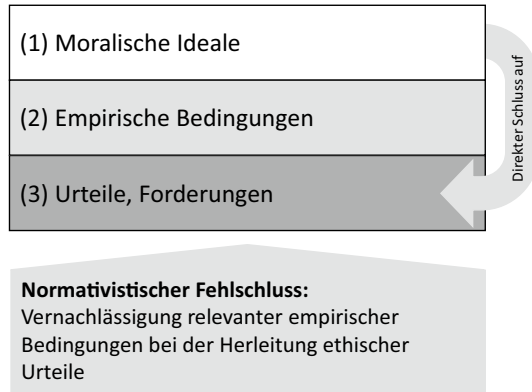 (1) Moralische Ideale
(2) Empirische Bedingungen
(3) Urteile, Forderungen
Direkter Schluss auf
Normativistischer Fehlschluss:
Vernachlässigung relevanter empirischer
Bedingungen bei der Herleitung ethischer
Urteile